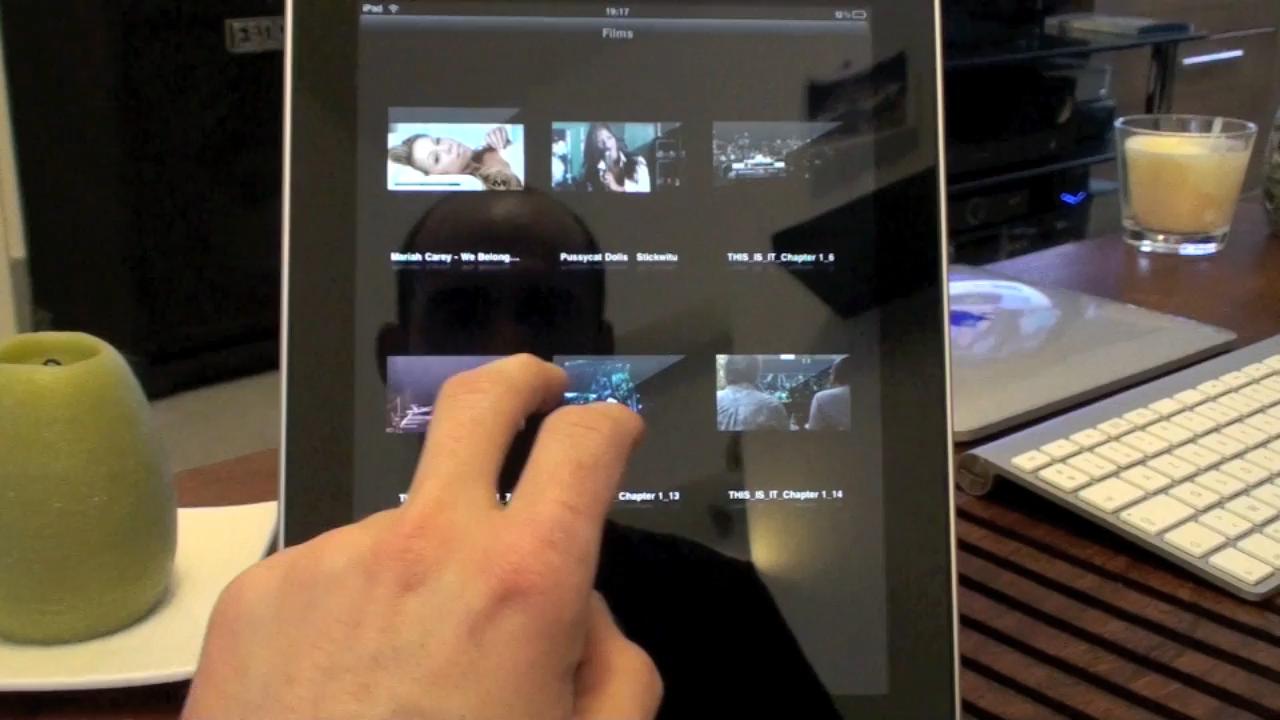 iPad 19:17
Films
Mariah Carey - We Belong... Pussycat Dolls Stickwitu THIS_IS_IT_Chapter 1_6
Chapter 1_13 THIS_IS_IT_Chapter 1_14